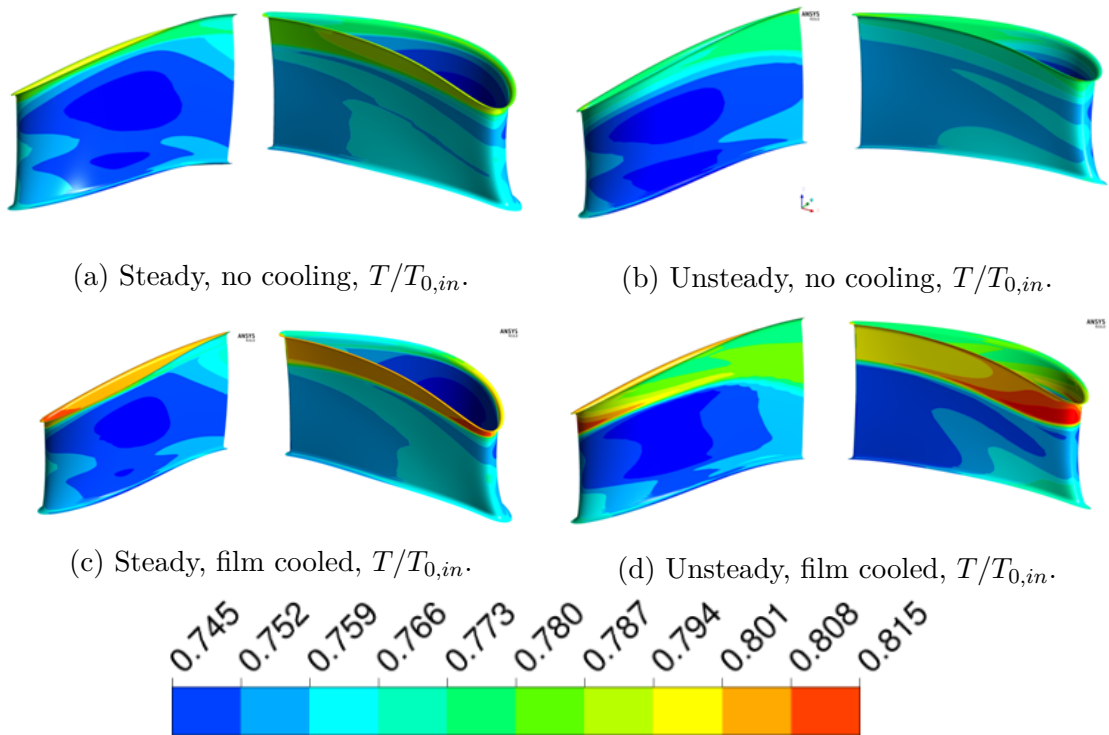 ANSYS
(a) Steady, no cooling, T/T₀,ᵢₙ.
(b) Unsteady, no cooling, T/T₀,ᵢₙ.
ANSYS
ANSYS
(c) Steady, film cooled, T/T₀,ᵢₙ.
(d) Unsteady, film cooled, T/T₀,ᵢₙ.
0.745 0.752 0.759 0.766 0.773 0.780 0.787 0.794 0.801 0.808 0.815